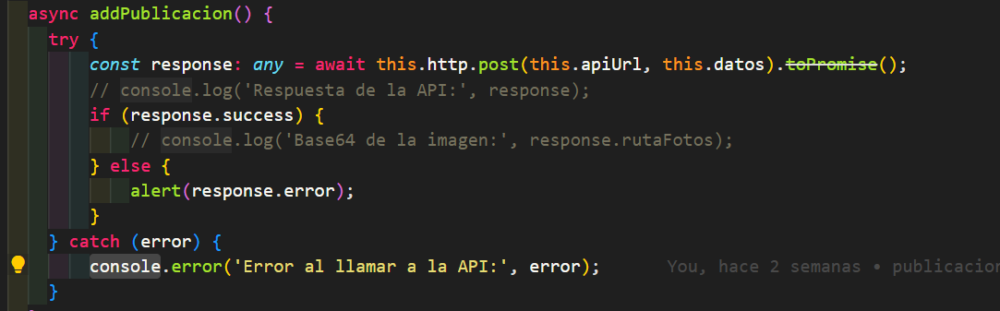 async addPublicacion() {
try {
const response: any = await this.http.post(this.apiUrl, this.datos).toPromise();
// console.log('Respuesta de la API:', response);
if (response.success) {
// console.log('Base64 de la imagen:', response.rutaFotos);
} else {
alert(response.error);
}
} catch (error) {
console.error('Error al llamar a la API:', error); You, hace 2 semanas • publicacion
}